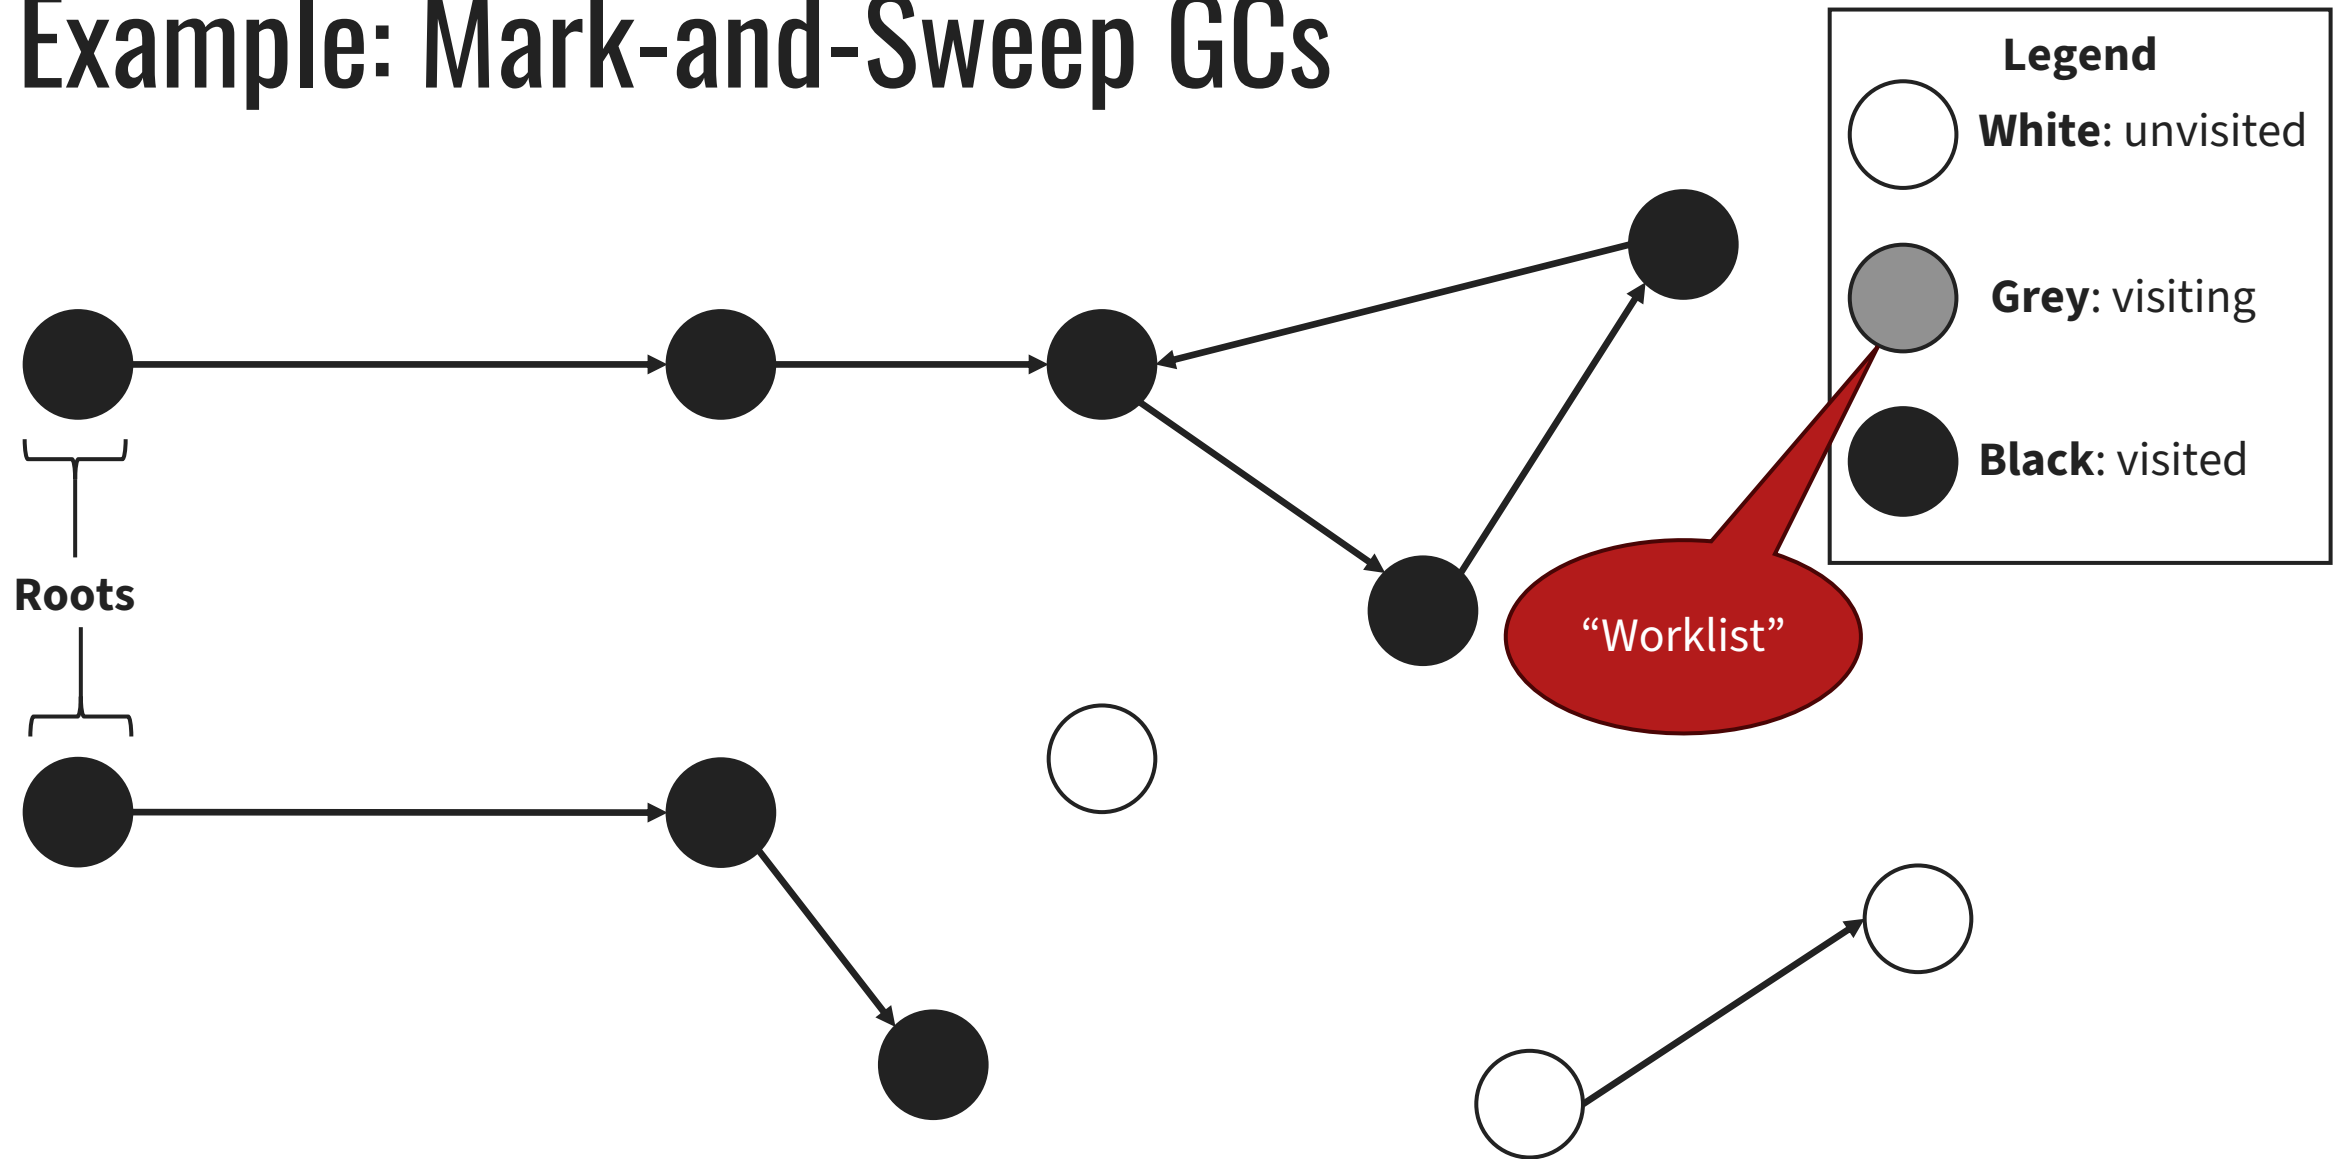 Example: Mark-and-Sweep GCs
Legend
White: unvisited
Grey: visiting
Black: visited
Roots
“Worklist”